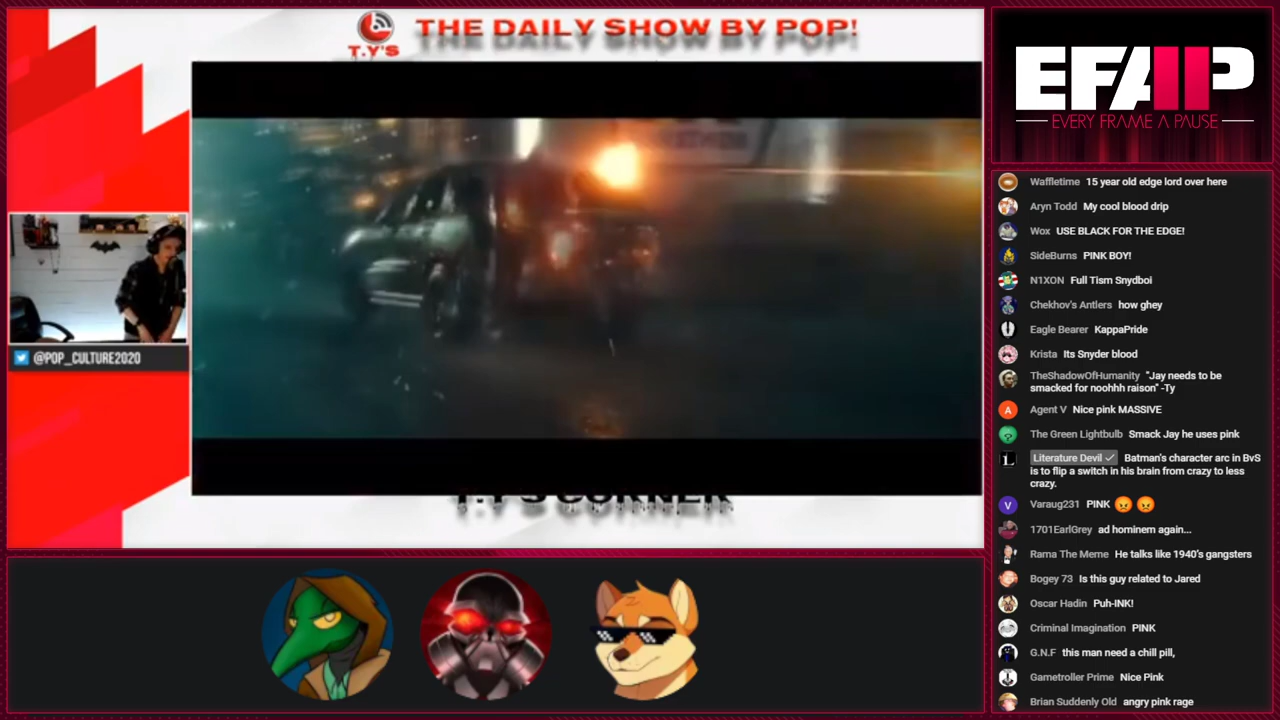 T.Y'S
THE DAILY SHOW BY POP!
@POP_CULTURE2020
T.Y'S CORNER
EFAP
EVERY FRAME A PAUSE
Waffletime 15 year old edge lord over here
Aryn Todd My cool blood drip
Wox USE BLACK FOR THE EDGE!
SideBurns PINK BOY!
N1XON Full Tism Snydboi
Chekhov's Antlers how ghey
Eagle Bearer KappaPride
Krista Its Snyder blood
TheShadowOfHumanity "Jay needs to be
smacked for noohhh raison" -Ty
A
Agent V Nice pink MASSIVE
The Green Lightbulb Smack Jay he uses pink
Literature Devil ✓ Batman's character arc in BvS
is to flip a switch in his brain from crazy to less
crazy.
V
Varaug231 PINK 😡 😡
1701EarlGrey ad hominem again...
Rama The Meme He talks like 1940's gangsters
Bogey 73 Is this guy related to Jared
Oscar Hadin Puh-INK!
Criminal Imagination PINK
G.N.F this man need a chill pill,
Gametroller Prime Nice Pink
Brian Suddenly Old angry pink rage